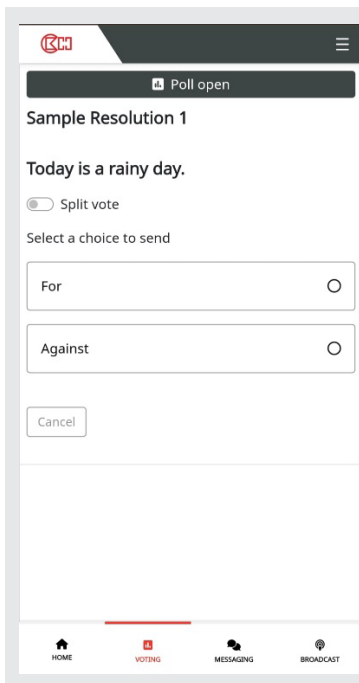 Poll open
Sample Resolution 1
Today is a rainy day.
Split vote
Select a choice to send
For
Against
Cancel
HOME
VOTING
MESSAGING
BROADCAST